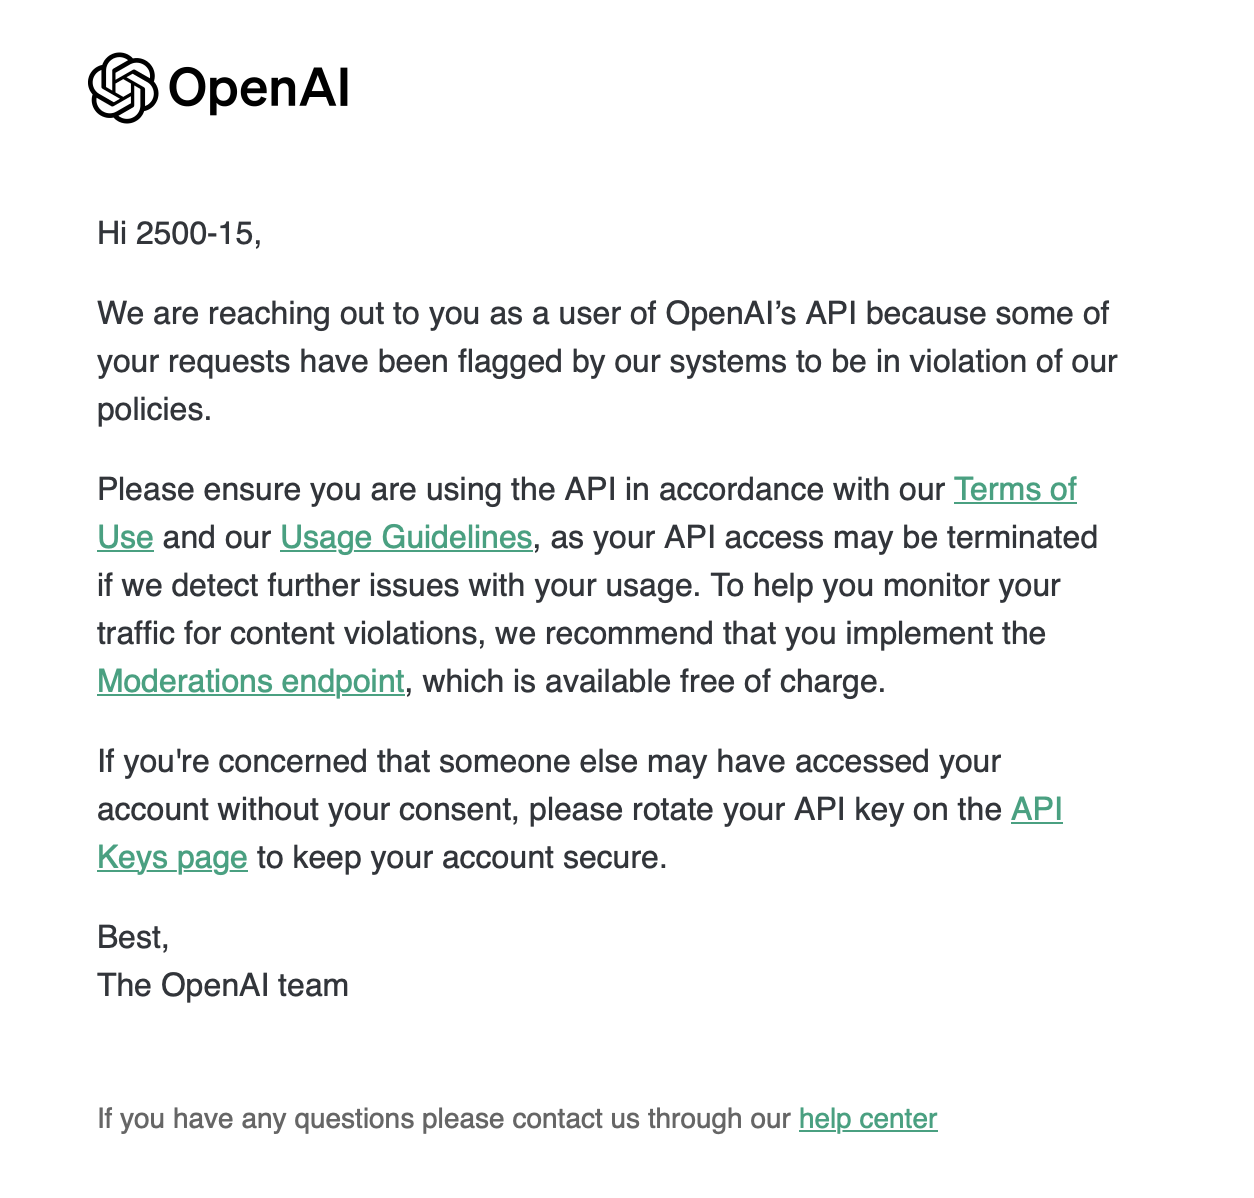 OpenAI
Hi 2500-15,
We are reaching out to you as a user of OpenAI’s API because some of
your requests have been flagged by our systems to be in violation of our
policies.
Please ensure you are using the API in accordance with our Terms of
Use and our Usage Guidelines, as your API access may be terminated
if we detect further issues with your usage. To help you monitor your
traffic for content violations, we recommend that you implement the
Moderations endpoint, which is available free of charge.
If you're concerned that someone else may have accessed your
account without your consent, please rotate your API key on the API
Keys page to keep your account secure.
Best,
The OpenAI team
If you have any questions please contact us through our help center